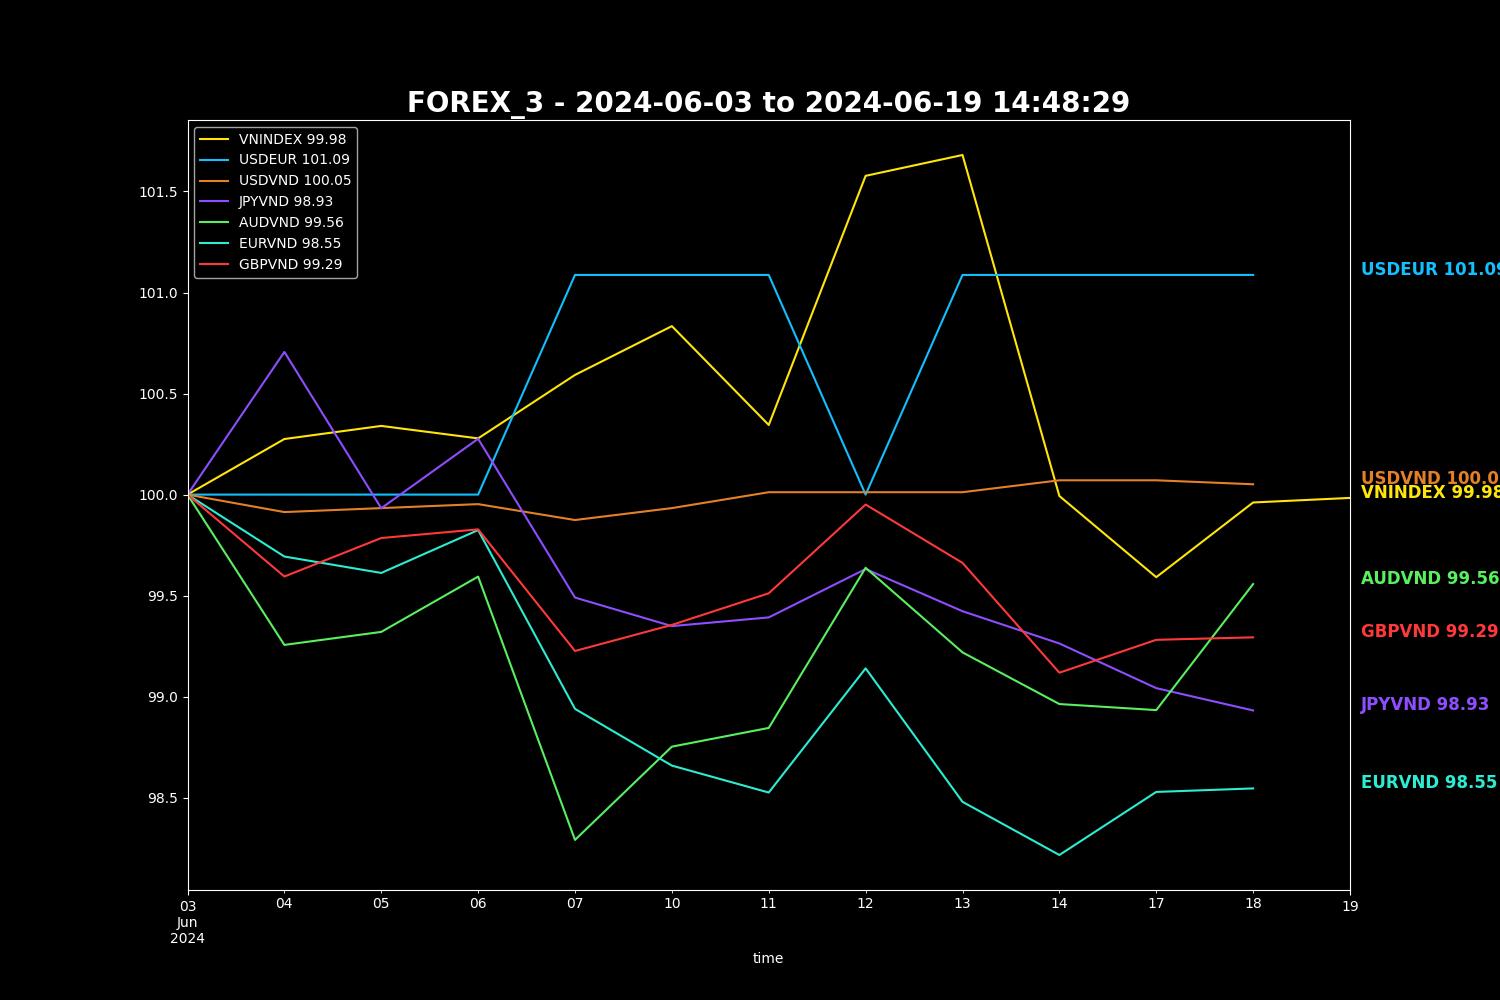 FOREX_3 - 2024-06-03 to 2024-06-19 14:48:29
VNINDEX 99.98
USDEUR 101.09
USDVND 100.05
JPYVND 98.93
AUDVND 99.56
EURVND 98.55
GBPVND 99.29
101.5
101.0
100.5
100.0
99.5
99.0
98.5
USDEUR 101.09
USDVND 100.0
VNINDEX 99.98
AUDVND 99.56
GBPVND 99.29
JPYVND 98.93
EURVND 98.55
03 04 05 06 07 10 11 12 13 14 17 18 19
Jun
2024
time